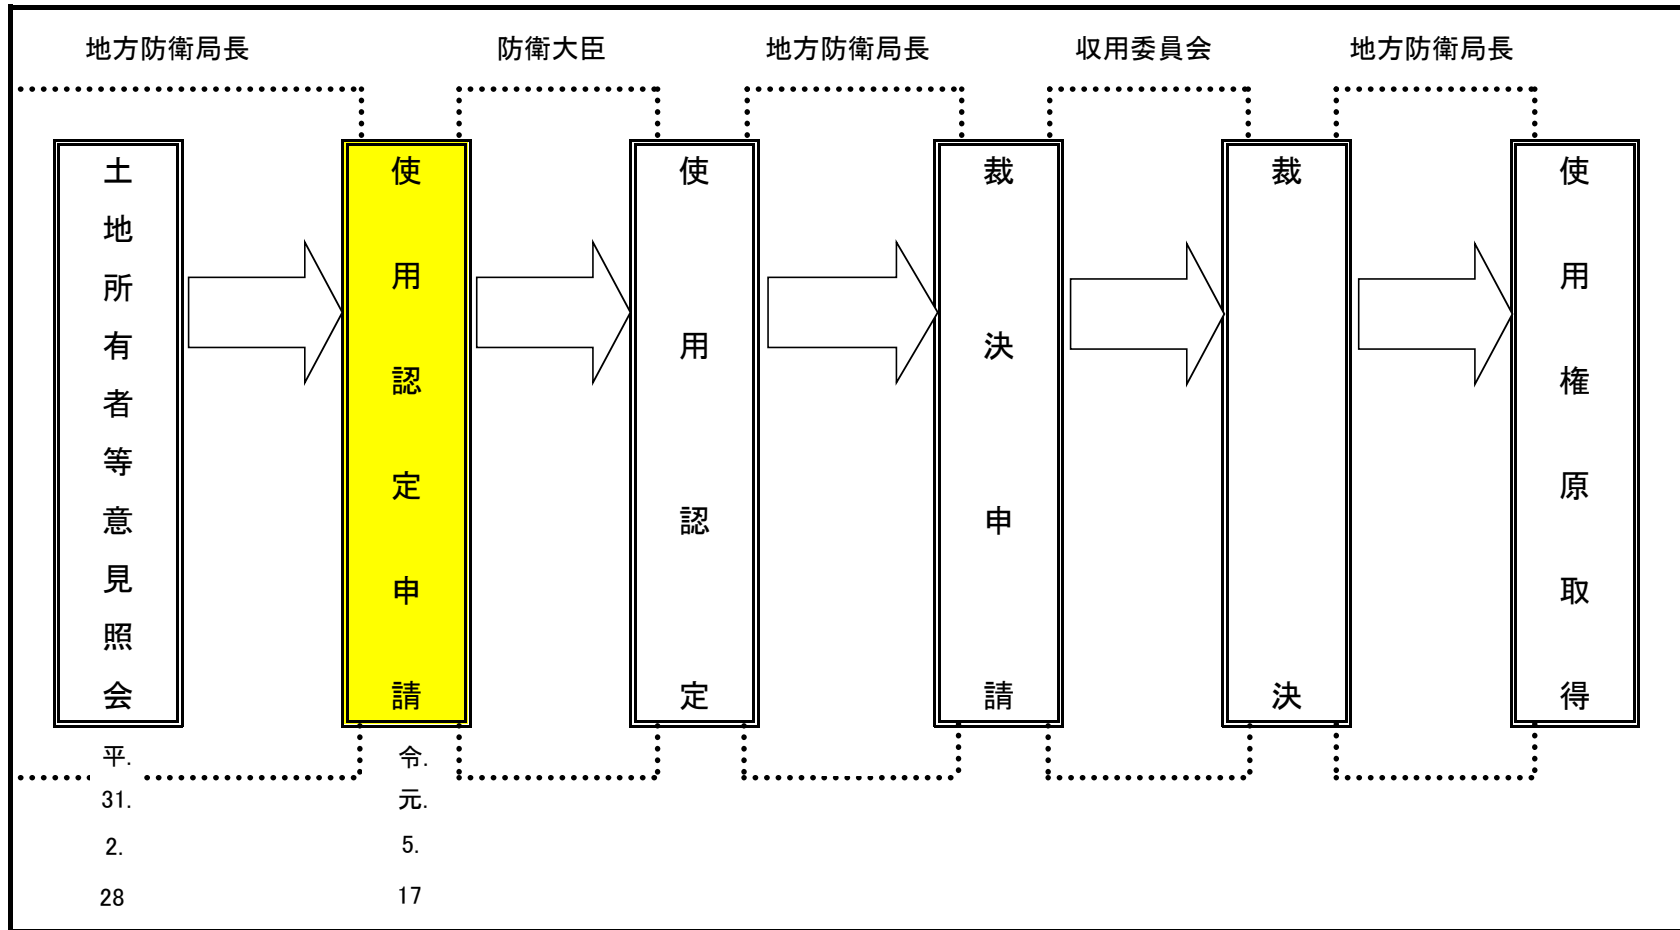 地方防衛局長
防衛大臣
地方防衛局長
収用委員会
地方防衛局長
土地所有者等意見照会
使用認定申請
使用認定
裁決申請
裁決
使用権原取得
平.
31.
2.
28
令.
元.
5.
17